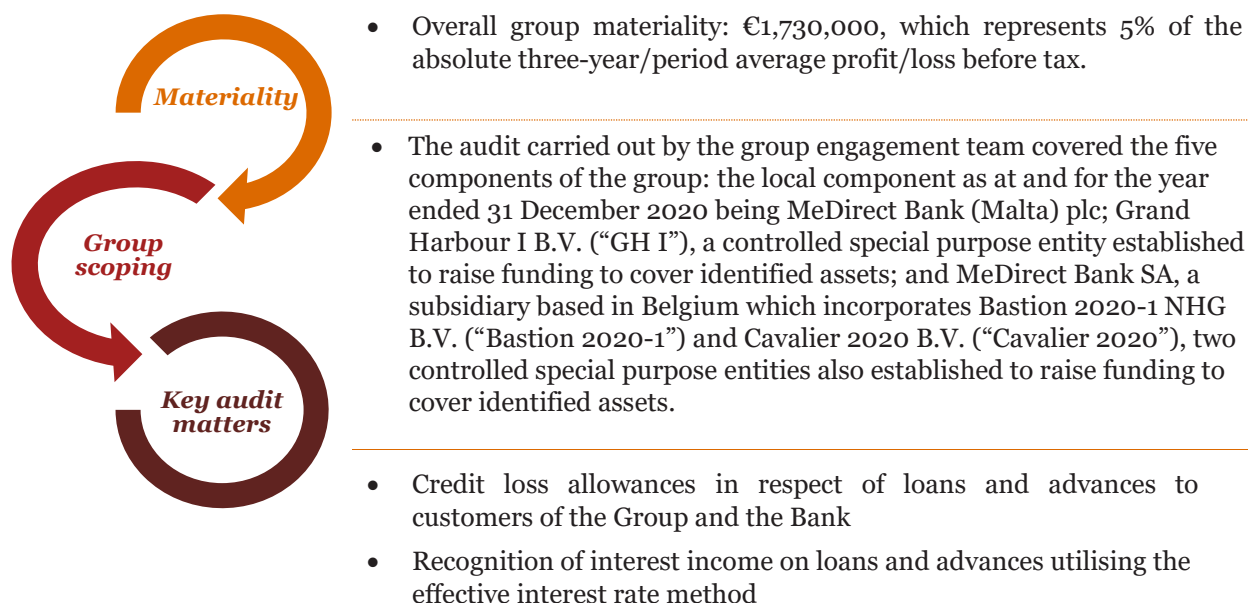 Materiality
• Overall group materiality: €1,730,000, which represents 5% of the
absolute three-year/period average profit/loss before tax.
Group
scoping
• The audit carried out by the group engagement team covered the five
components of the group: the local component as at and for the year
ended 31 December 2020 being MeDirect Bank (Malta) plc; Grand
Harbour I B.V. (“GH I”), a controlled special purpose entity established
to raise funding to cover identified assets; and MeDirect Bank SA, a
subsidiary based in Belgium which incorporates Bastion 2020-1 NHG
B.V. (“Bastion 2020-1”) and Cavalier 2020 B.V. (“Cavalier 2020”), two
controlled special purpose entities also established to raise funding to
cover identified assets.
Key audit
matters
• Credit loss allowances in respect of loans and advances to
customers of the Group and the Bank
• Recognition of interest income on loans and advances utilising the
effective interest rate method